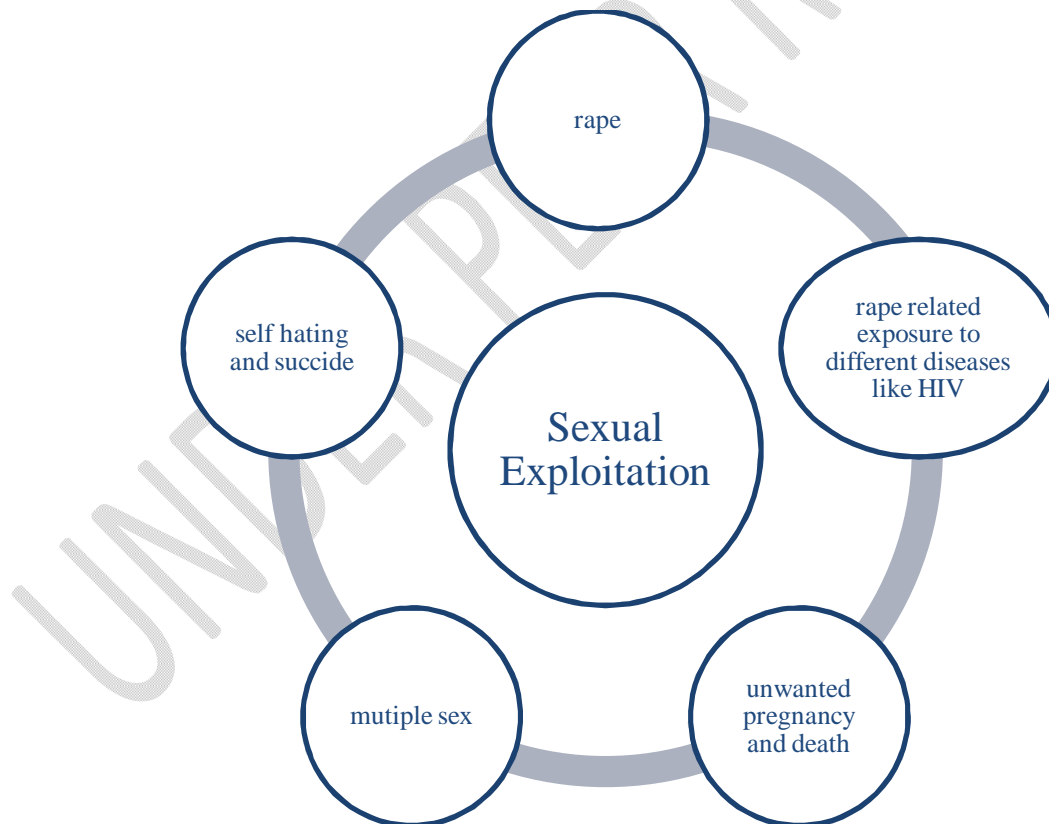 rape
rape related
exposure to
different diseases
like HIV
self hating
and succide
Sexual
Exploitation
unwanted
pregnancy
and death
mutiple sex